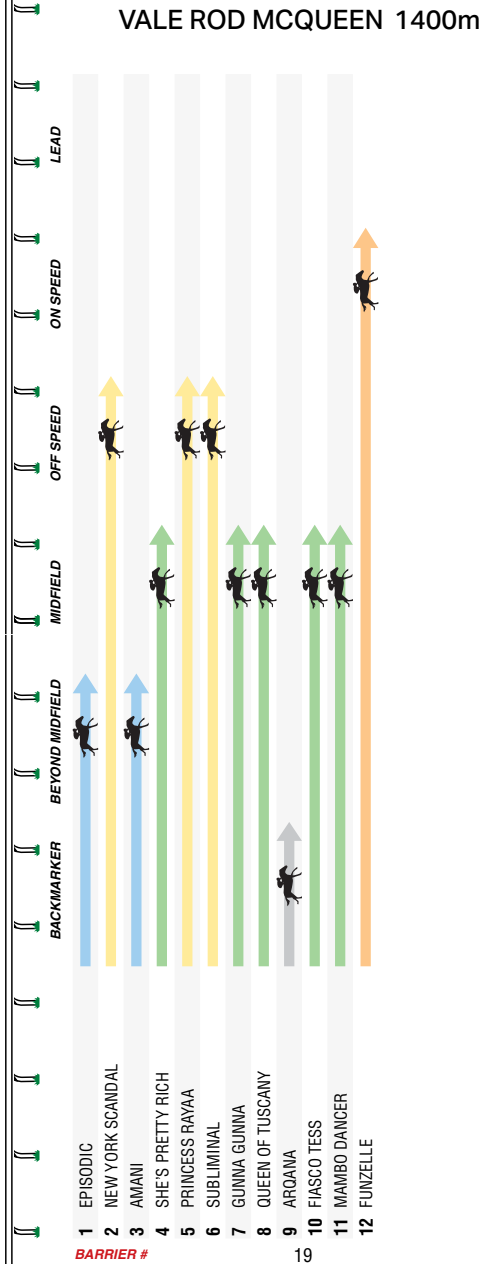 VALE ROD MCQUEEN 1400m
LEAD
ON SPEED
OFF SPEED
MIDFIELD
BEYOND MIDFIELD
BACKMARKER
1 EPISODIC
2 NEW YORK SCANDAL
3 AMANI
4 SHE'S PRETTY RICH
5 PRINCESS RAYAA
6 SUBLIMINAL
7 GUNNA GUNNA
8 QUEEN OF TUSCANY
9 ARQANA
10 FIASCO TESS
11 MAMBO DANCER
12 FUNZELLE
BARRIER #
19